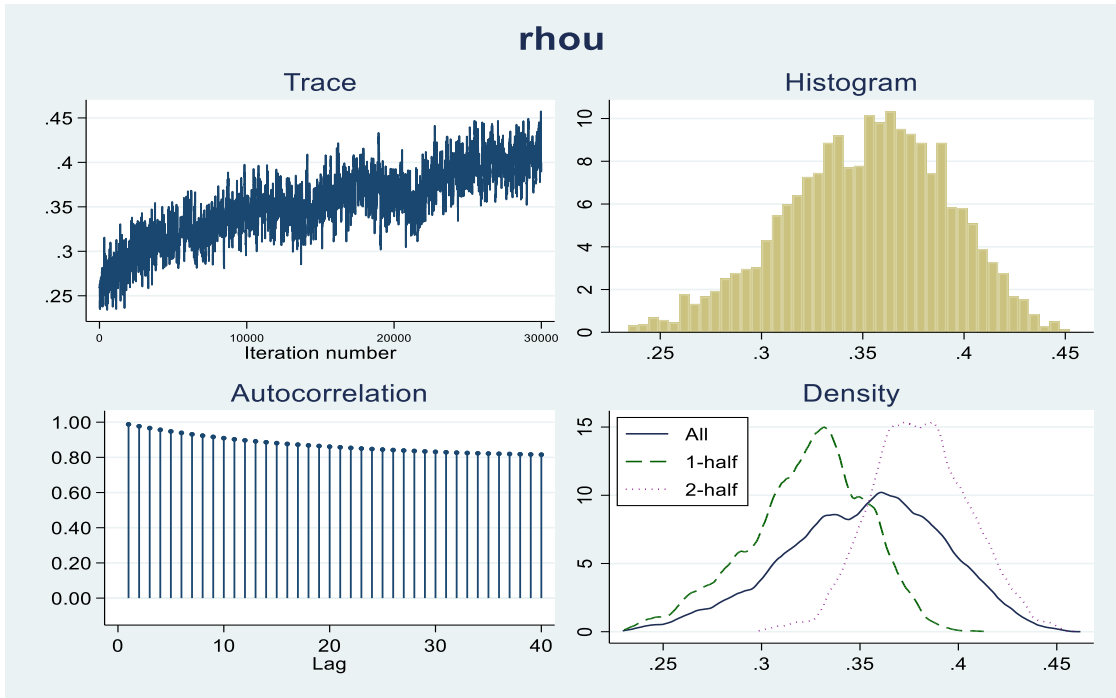 rhou
Trace
.45
.4
.35
.3
.25
0 10000 20000 30000
Iteration number
Histogram
10
8
6
4
2
0
.25 .3 .35 .4 .45
Autocorrelation
1.00
0.80
0.60
0.40
0.20
0.00
0 10 20 30 40
Lag
Density
15
10
5
0
All
1-half
2-half
.25 .3 .35 .4 .45